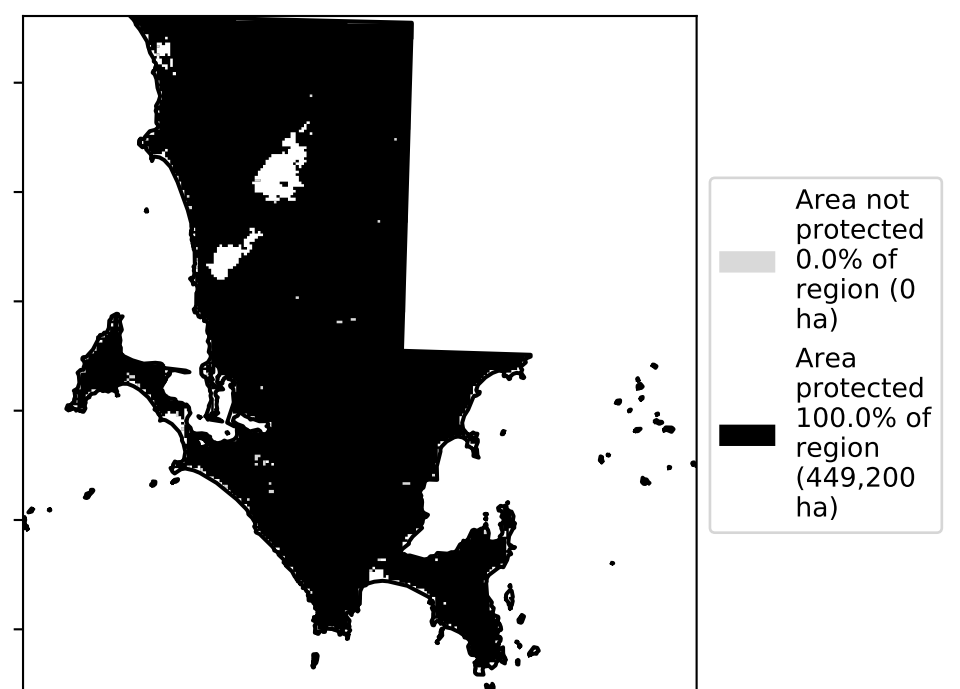 Area not
protected
0.0% of
region (0
ha)
Area
protected
100.0% of
region
(449,200
ha)